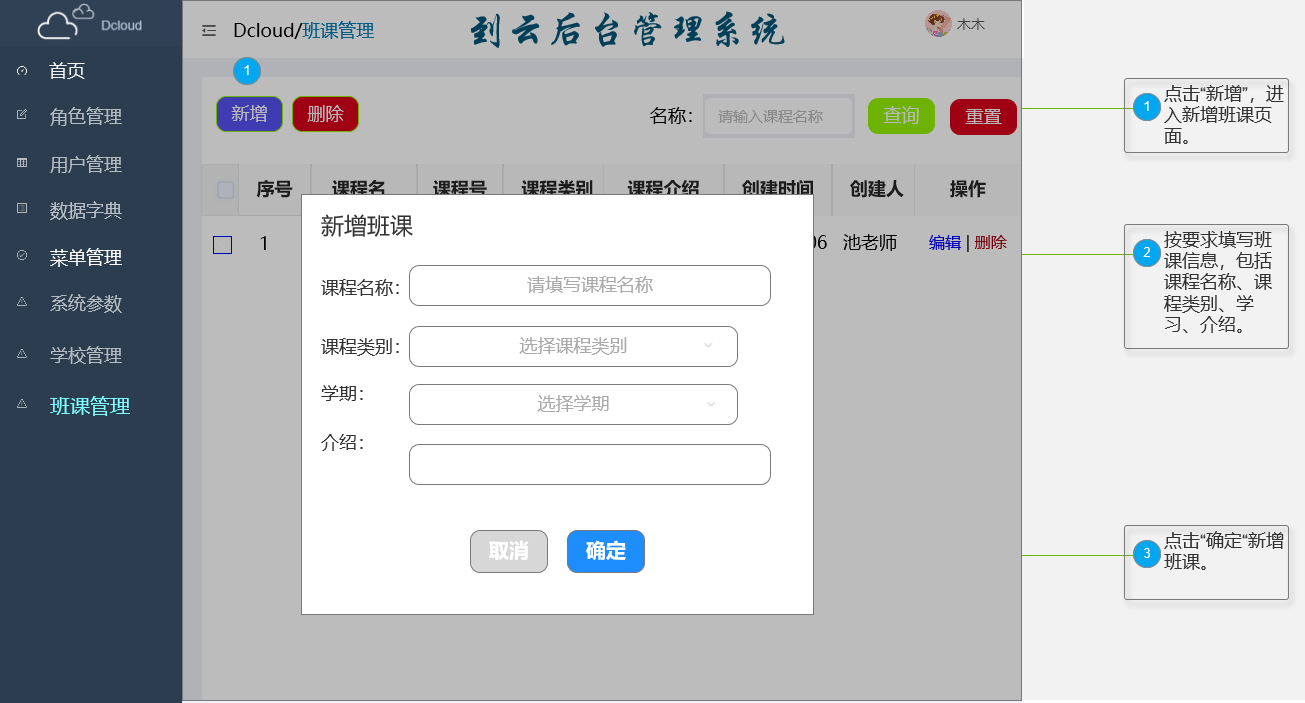 Dcloud
首页
角色管理
用户管理
数据字典
菜单管理
系统参数
学校管理
班课管理
Dcloud/班课管理
到云后台管理系统
木木
1
新增
删除
名称：
请输入课程名称
查询
重置
序号
课程名
课程号
课程类别
课程介绍
创建时间
创建人
操作
1
06
池老师
编辑 | 删除
新增班课
课程名称：
请填写课程名称
课程类别：
选择课程类别
学期：
选择学期
介绍：
取消
确定
1
点击“新增”，进
入新增班课页
面。
2
按要求填写班
课信息，包括
课程名称、课
程类别、学
习、介绍。
3
点击“确定“新增
班课。